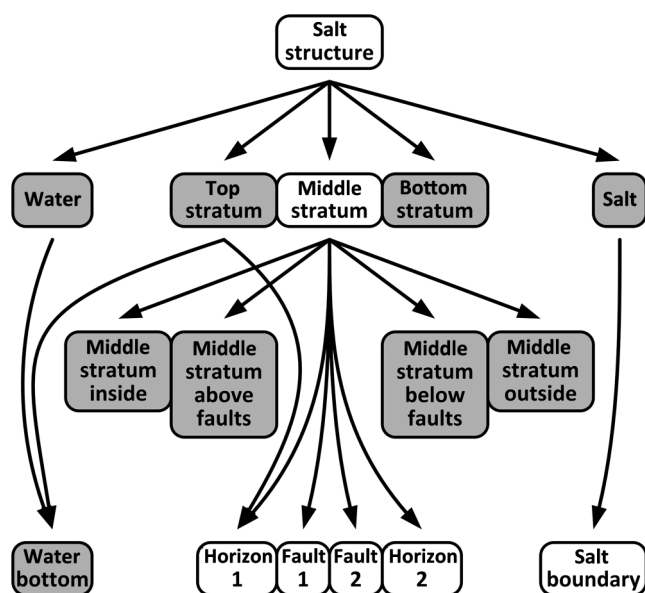 Salt
structure
Water
Top
stratum
Middle
stratum
Bottom
stratum
Salt
Middle
stratum
inside
Middle
stratum
above
faults
Middle
stratum
below
faults
Middle
stratum
outside
Water
bottom
Horizon
1
Fault
1
Fault
2
Horizon
2
Salt
boundary